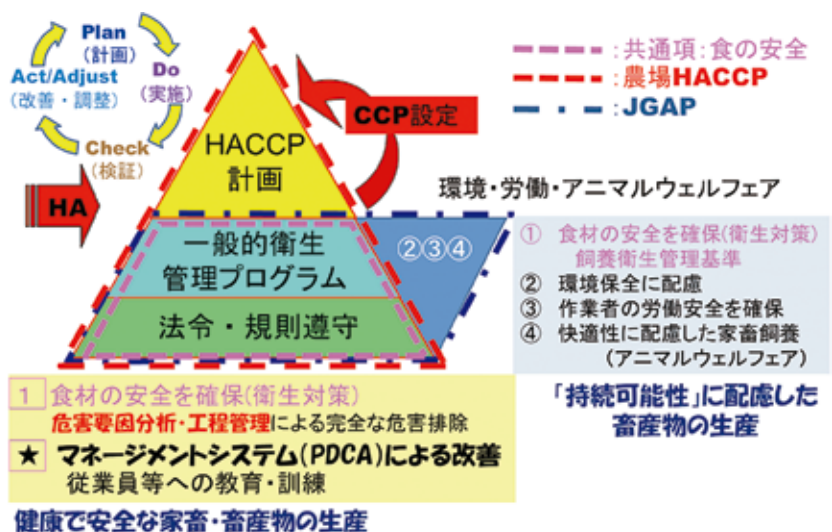 Plan
(計画)
Do
(実施)
Act/Adjust
(改善・調整)
Check
(検証)
HA
HACCP
計画
CCP設定
:共通項:食の安全
:農場HACCP
:JGAP
環境・労働・アニマルウェルフェア
一般的衛生
管理プログラム
②③④
法令・規則遵守
① 食材の安全を確保(衛生対策)
飼養衛生管理基準
② 環境保全に配慮
③ 作業者の労働安全を確保
④ 快適性に配慮した家畜飼養
(アニマルウェルフェア)
「持続可能性」に配慮した
畜産物の生産
1 食材の安全を確保(衛生対策)
危害要因分析・工程管理による完全な危害排除
★ マネージメントシステム(PDCA)による改善
従業員等への教育・訓練
健康で安全な家畜・畜産物の生産